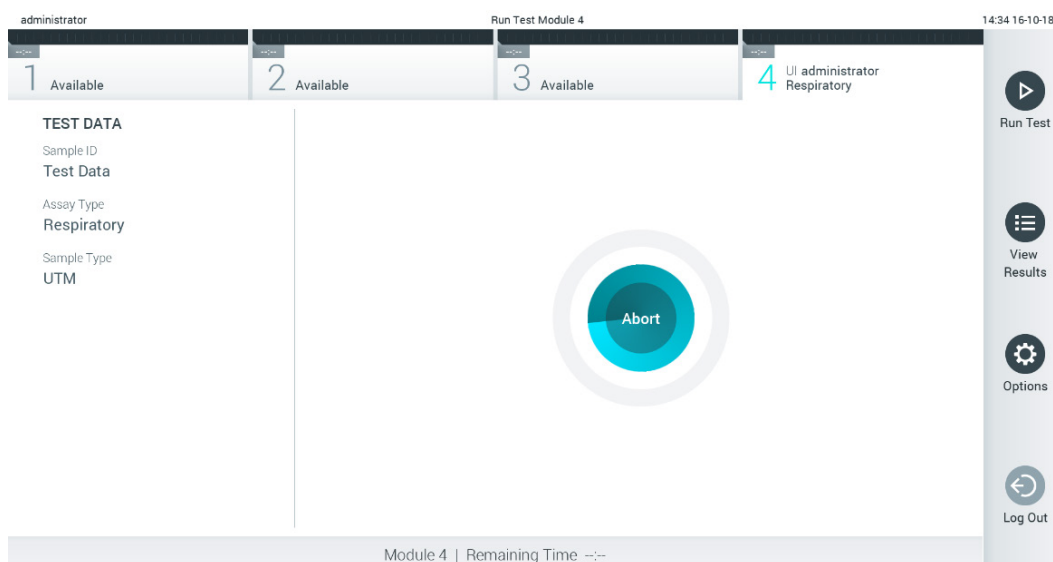 administrator
Run Test Module 4
14:34 16-10-18
--:--
--:--
--:--
--:--
1 Available
2 Available
3 Available
4 UI administrator
Respiratory
TEST DATA
Sample ID
Test Data
Assay Type
Respiratory
Sample Type
UTM
Abort
Run Test
View
Results
Options
Log Out
Module 4 | Remaining Time --:--